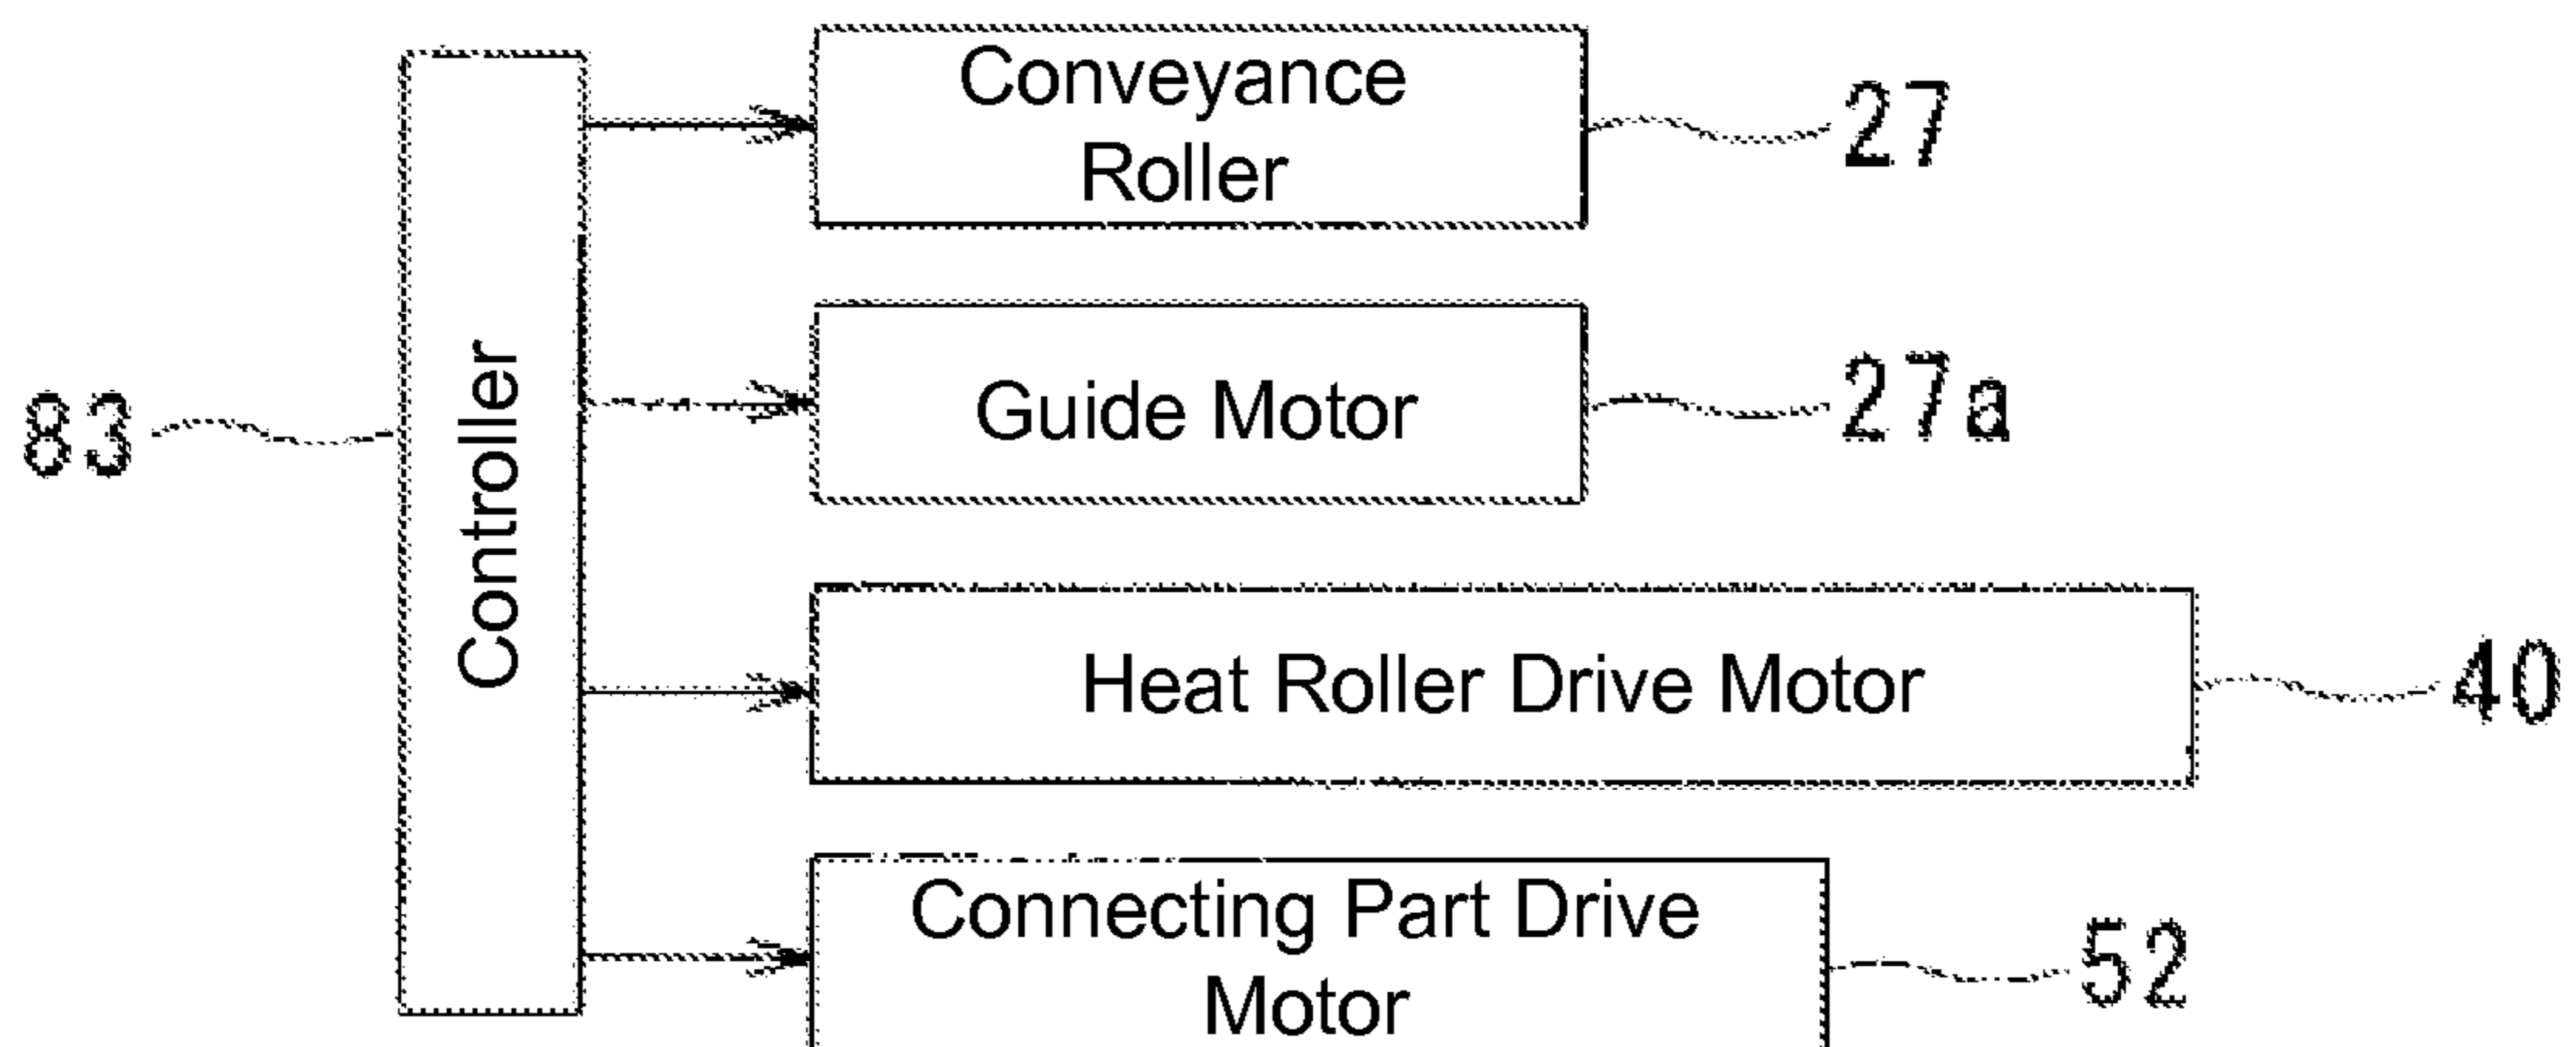 Conveyance
Roller
27
Controller
83
Guide Motor
27a
Heat Roller Drive Motor
40
Connecting Part Drive
Motor
52